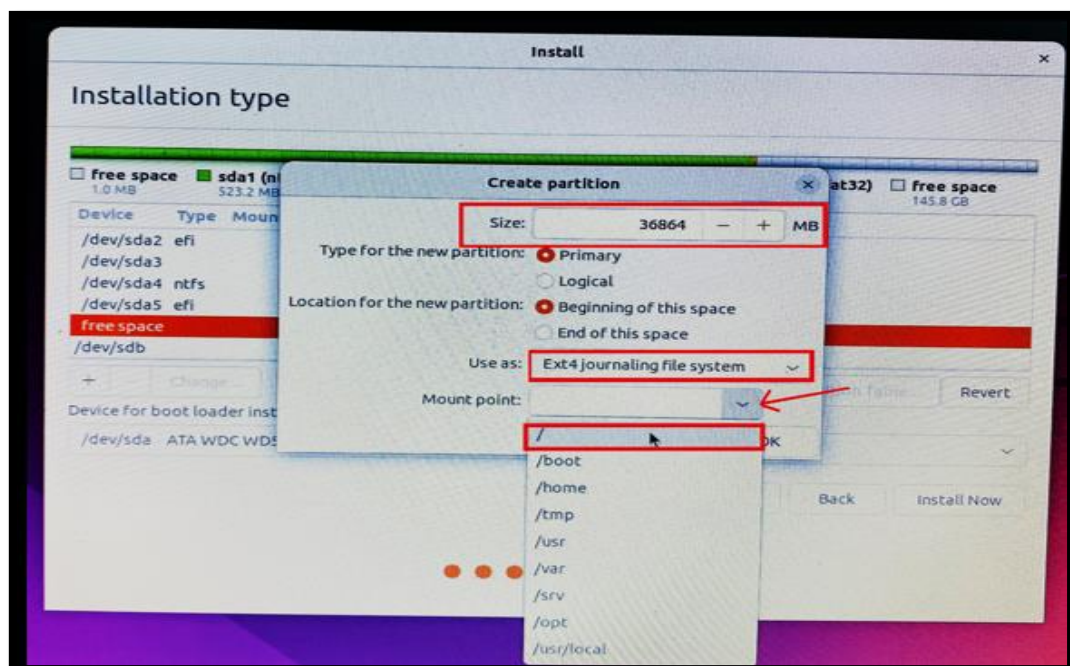 Install
Installation type
free space sda1 (n at32) free space
1.0 MB 523.2 MB 145.8 GB
Create partition
Device Type Moun
Size: 36864 − + MB
/dev/sda2 efi
Type for the new partition: Primary
/dev/sda3
Logical
/dev/sda4 ntfs
Location for the new partition: Beginning of this space
/dev/sda5 efi
End of this space
free space
/dev/sdb
Use as: Ext4 journaling file system
+ Change... Revert
Mount point:
Device for boot loader inst
/
/dev/sda ATA WDC WD5 OK
/boot
/home
Back Install Now
/tmp
/usr
/var
/srv
/opt
/usr/local